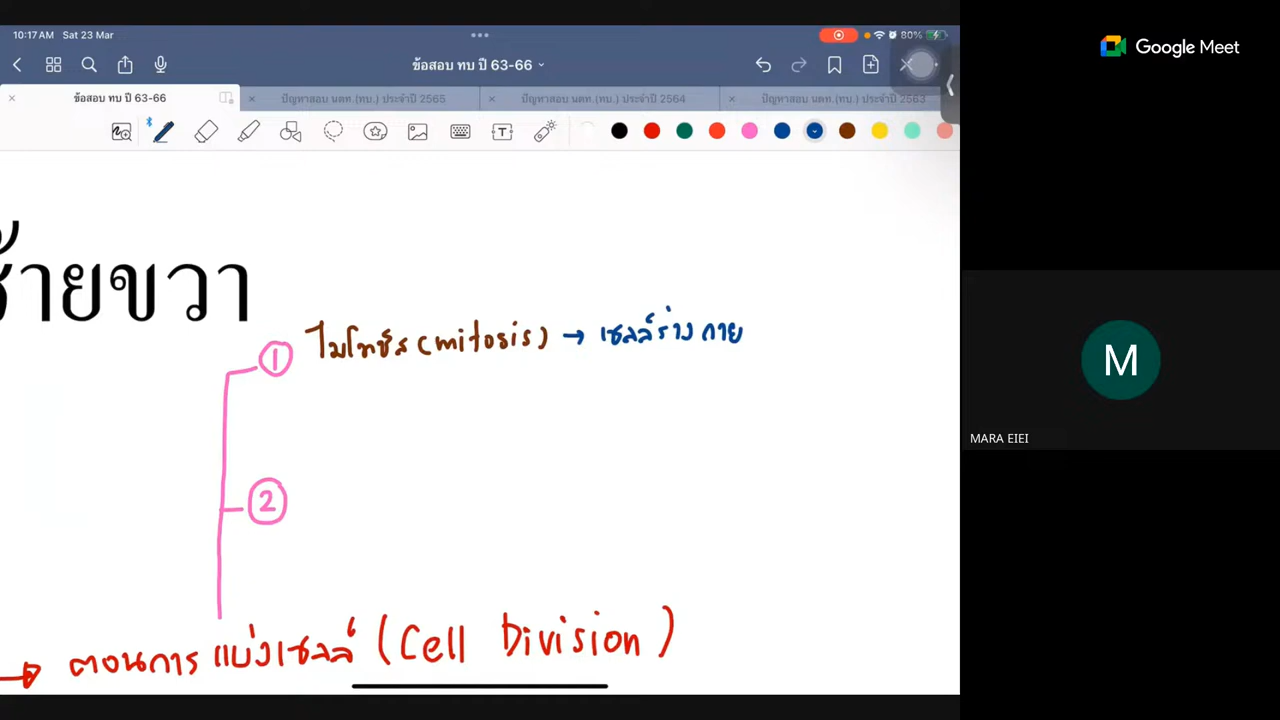 10:17 AM Sat 23 Mar
80%
Google Meet
ข้อสอบ ทบ ปี 63-66
ข้อสอบ ทบ ปี 63-66
ปัญหาสอบ นตท.(ทบ.) ประจำปี 2565
ปัญหาสอบ นตท.(ทบ.) ประจำปี 2564
ปัญหาสอบ นตท.(ทบ.) ประจำปี 2563
ซ้ายขวา
① ไมโทซิส (mitosis) → เซลล์ร่างกาย
M
MARA EIEI
②
→ ตอนการแบ่งเซลล์ (Cell Division)